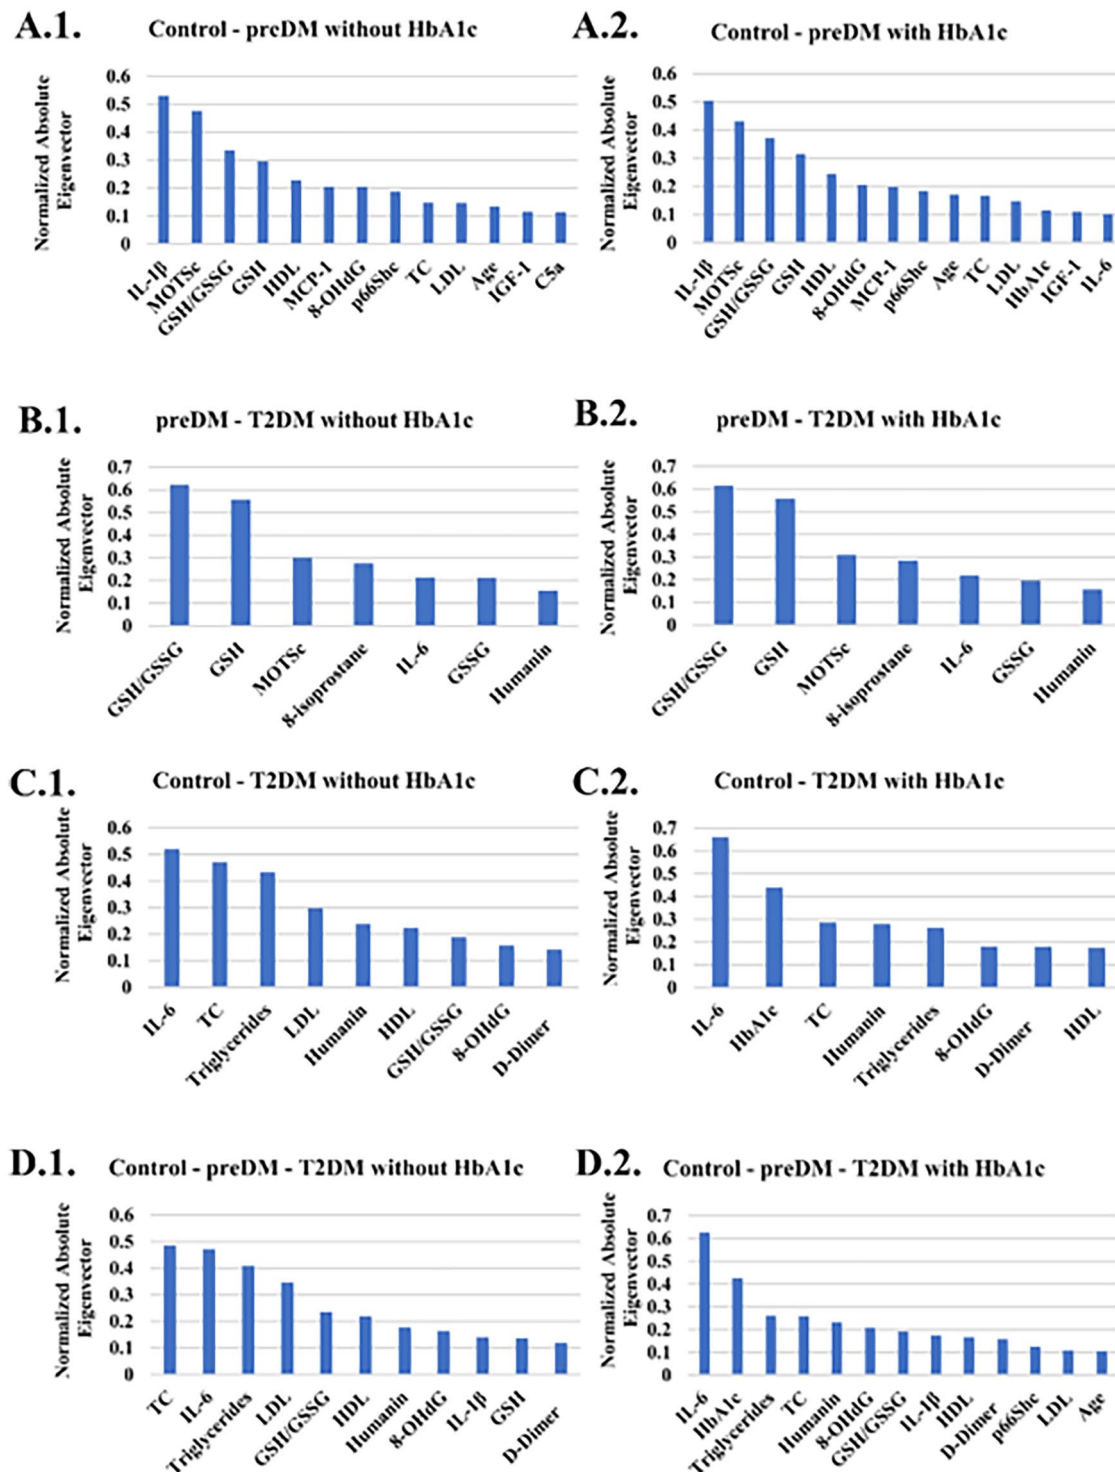 A.1. Control - preDM without HbA1c
Normalized Absolute
Eigenvector
0.6
0.5
0.4
0.3
0.2
0.1
0
IL-1β
MOTSc
GSH/GSSG
GSH
HDL
MCP-1
8-OHdG
p66Shc
TC
LDL
Age
IGF-1
C5a
A.2. Control - preDM with HbA1c
Normalized Absolute
Eigenvector
0.6
0.5
0.4
0.3
0.2
0.1
0
IL-1β
MOTSc
GSH/GSSG
GSH
HDL
8-OHdG
MCP-1
p66Shc
Age
TC
LDL
HbA1c
IGF-1
IL-6
B.1. preDM - T2DM without HbA1c
Normalized Absolute
Eigenvector
0.7
0.6
0.5
0.4
0.3
0.2
0.1
0
GSH/GSSG
GSH
MOTSc
8-isoprostane
IL-6
GSSG
Humanin
B.2. preDM - T2DM with HbA1c
Normalized Absolute
Eigenvector
0.7
0.6
0.5
0.4
0.3
0.2
0.1
0
GSH/GSSG
GSH
MOTSc
8-isoprostane
IL-6
GSSG
Humanin
C.1. Control - T2DM without HbA1c
Normalized Absolute
Eigenvector
0.6
0.5
0.4
0.3
0.2
0.1
0
IL-6
TC
Triglycerides
LDL
Humanin
HDL
GSH/GSSG
8-OHdG
D-Dimer
C.2. Control - T2DM with HbA1c
Normalized Absolute
Eigenvector
0.7
0.6
0.5
0.4
0.3
0.2
0.1
0
IL-6
HbA1c
TC
Humanin
Triglycerides
8-OHdG
D-Dimer
HDL
D.1. Control - preDM - T2DM without HbA1c
Normalized Absolute
Eigenvector
0.6
0.5
0.4
0.3
0.2
0.1
0
TC
IL-6
Triglycerides
LDL
GSH/GSSG
HDL
Humanin
8-OHdG
IL-1β
GSH
D-Dimer
D.2. Control - preDM - T2DM with HbA1c
Normalized Absolute
Eigenvector
0.7
0.6
0.5
0.4
0.3
0.2
0.1
0
IL-6
HbA1c
Triglycerides
TC
Humanin
8-OHdG
GSH/GSSG
IL-1β
HDL
D-Dimer
p66Shc
LDL
Age